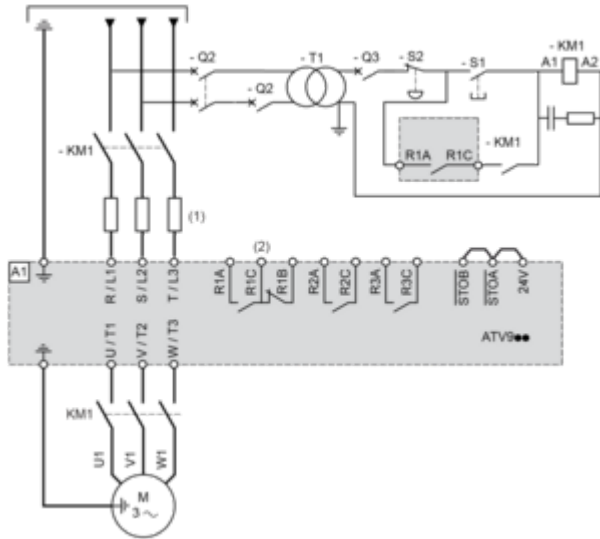 - Q2
- T1
- Q3
- S2
- S1
- KM1
A1 A2
- Q2
- KM1
R1A R1C
- KM1
(1)
(2)
A1
R / L1
S / L2
T / L3
R1A
R1C
R1B
R2A
R2C
R3A
R3C
STOB
STOA
24V
U / T1
V / T2
W / T3
ATV9●●
KM1
U1
V1
W1
M
3 ~